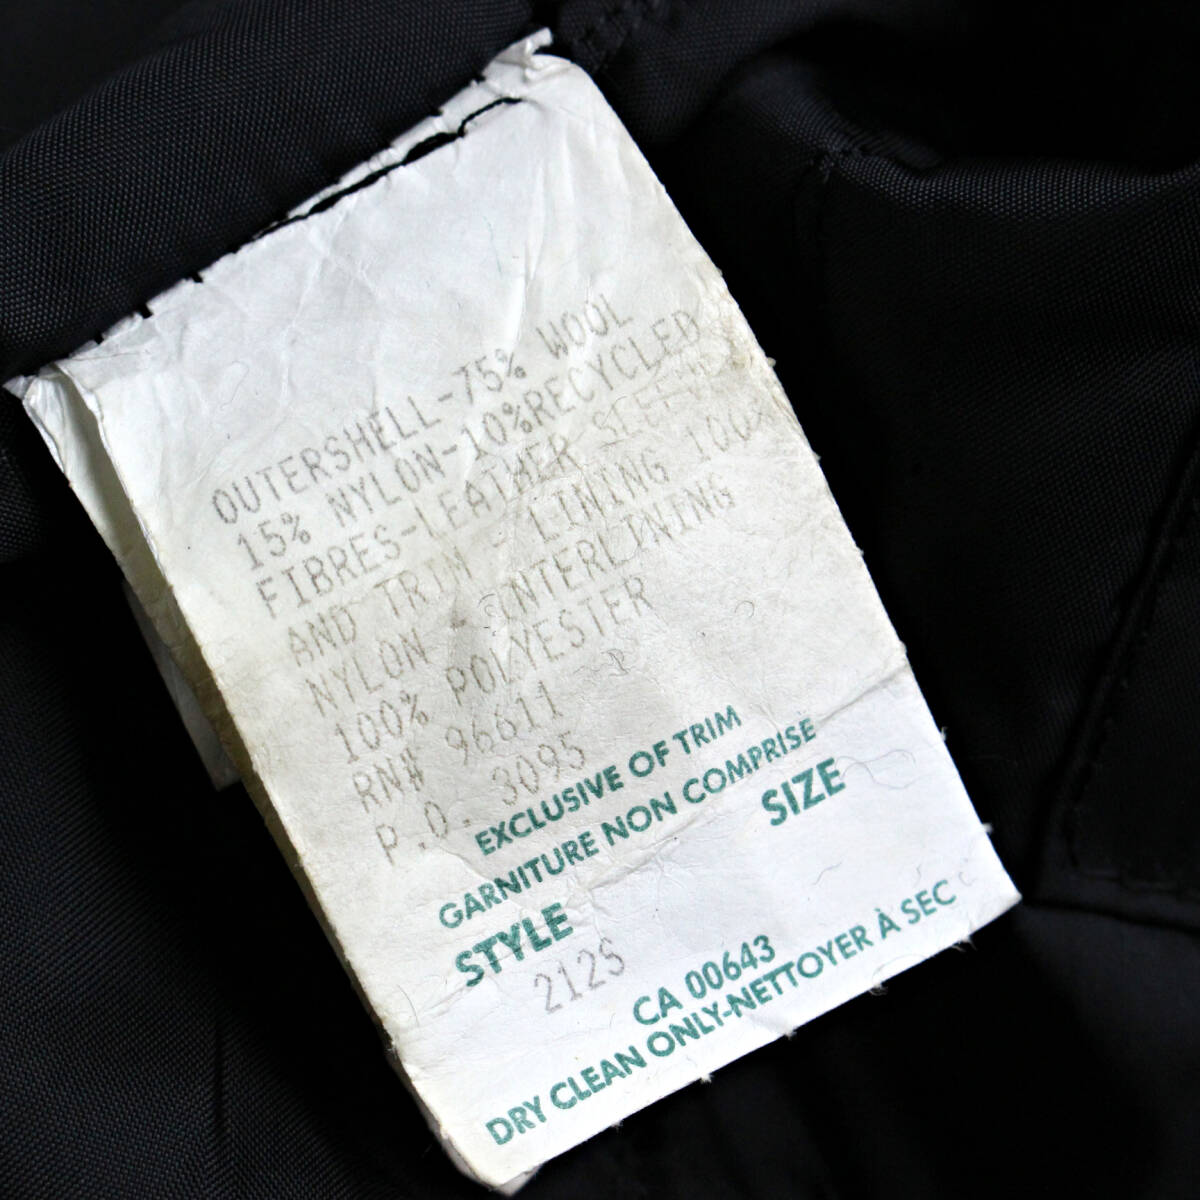 OUTERSHELL-75% WOOL
15% NYLON-10%RECYCLED
FIBRES-LEATHER SLEEVES
AND TRIM - LINING 100%
NYLON - INTERLINING
100% POLYESTER
RN# 96611
P.O. 3095
EXCLUSIVE OF TRIM
GARNITURE NON COMPRISE
STYLE SIZE
212S
CA 00643
DRY CLEAN ONLY-NETTOYER À SEC